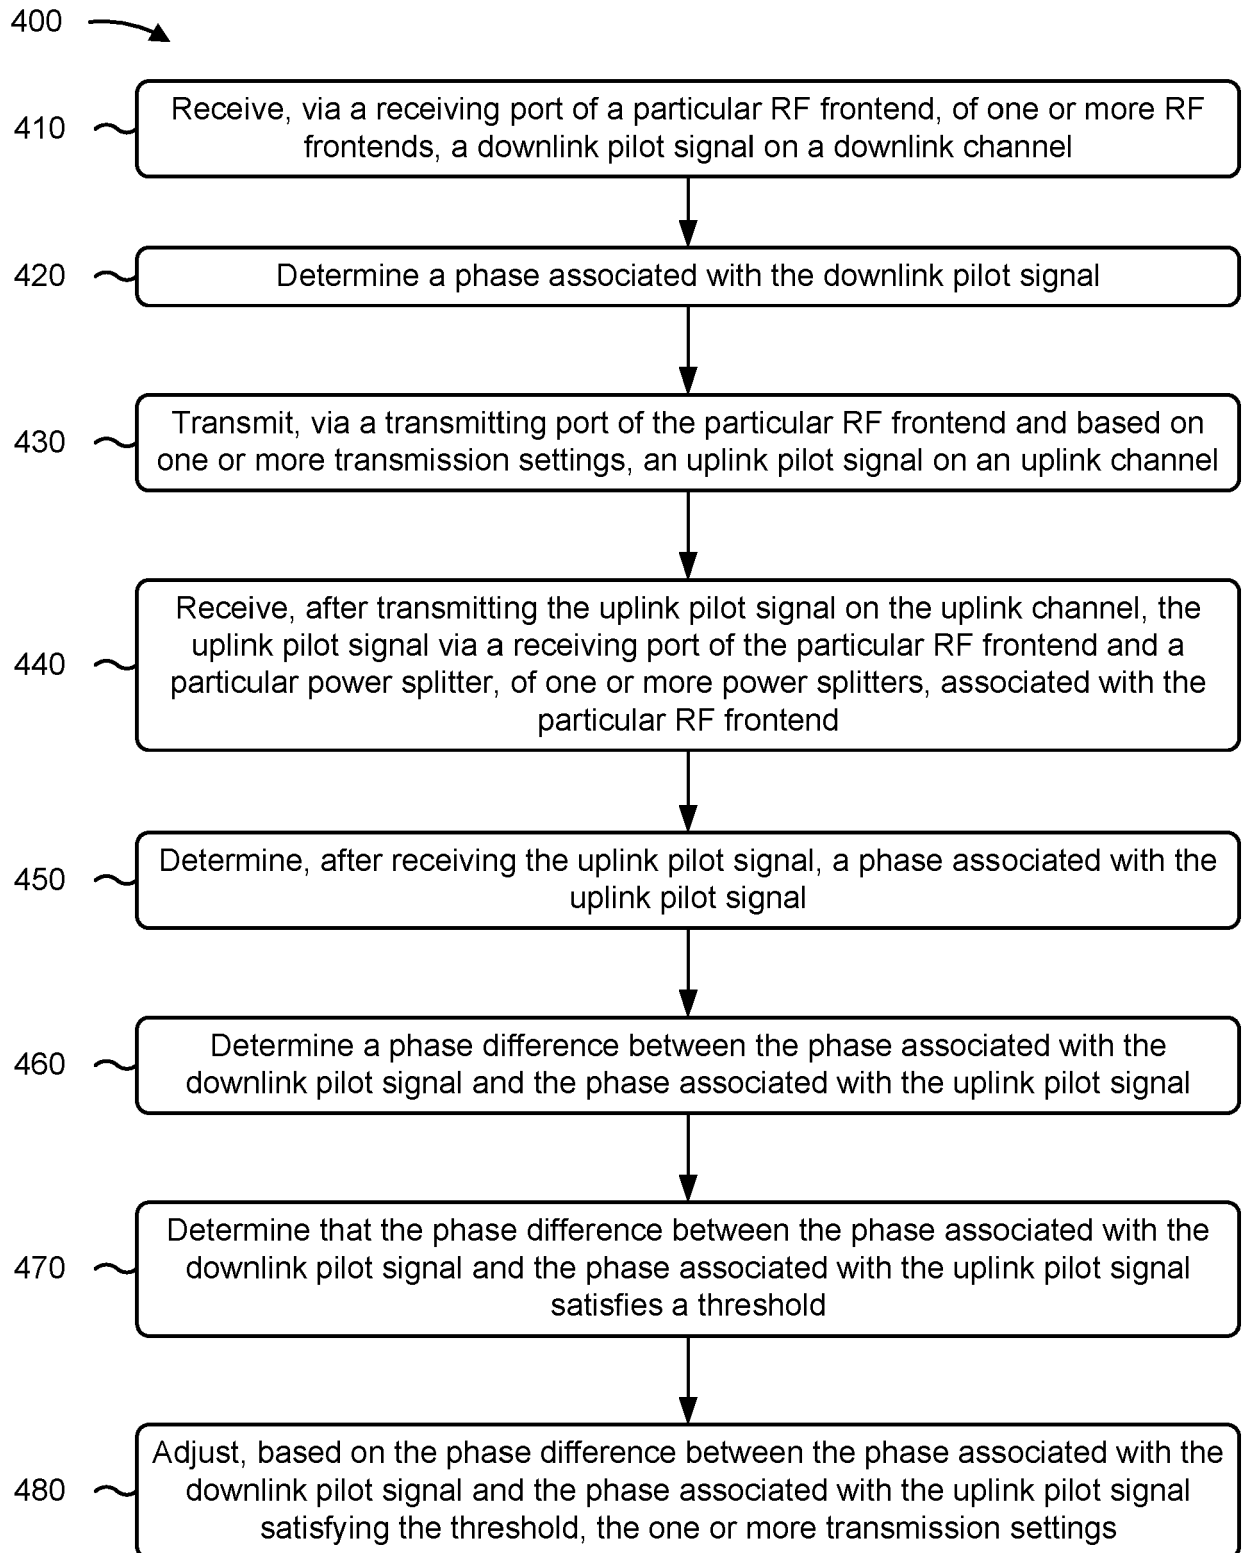 400
410
Receive, via a receiving port of a particular RF frontend, of one or more RF
frontends, a downlink pilot signal on a downlink channel
420
Determine a phase associated with the downlink pilot signal
430
Transmit, via a transmitting port of the particular RF frontend and based on
one or more transmission settings, an uplink pilot signal on an uplink channel
440
Receive, after transmitting the uplink pilot signal on the uplink channel, the
uplink pilot signal via a receiving port of the particular RF frontend and a
particular power splitter, of one or more power splitters, associated with the
particular RF frontend
450
Determine, after receiving the uplink pilot signal, a phase associated with the
uplink pilot signal
460
Determine a phase difference between the phase associated with the
downlink pilot signal and the phase associated with the uplink pilot signal
470
Determine that the phase difference between the phase associated with the
downlink pilot signal and the phase associated with the uplink pilot signal
satisfies a threshold
480
Adjust, based on the phase difference between the phase associated with the
downlink pilot signal and the phase associated with the uplink pilot signal
satisfying the threshold, the one or more transmission settings